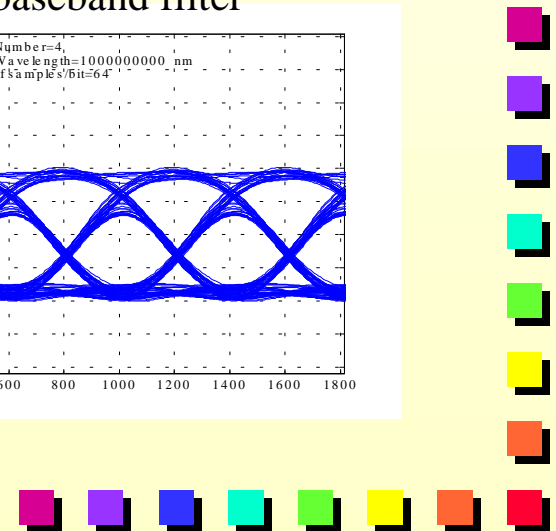 baseband filter
Number=4,
Wavelength=1000000000 nm
f samples/bit=64
600 800 1000 1200 1400 1600 1800